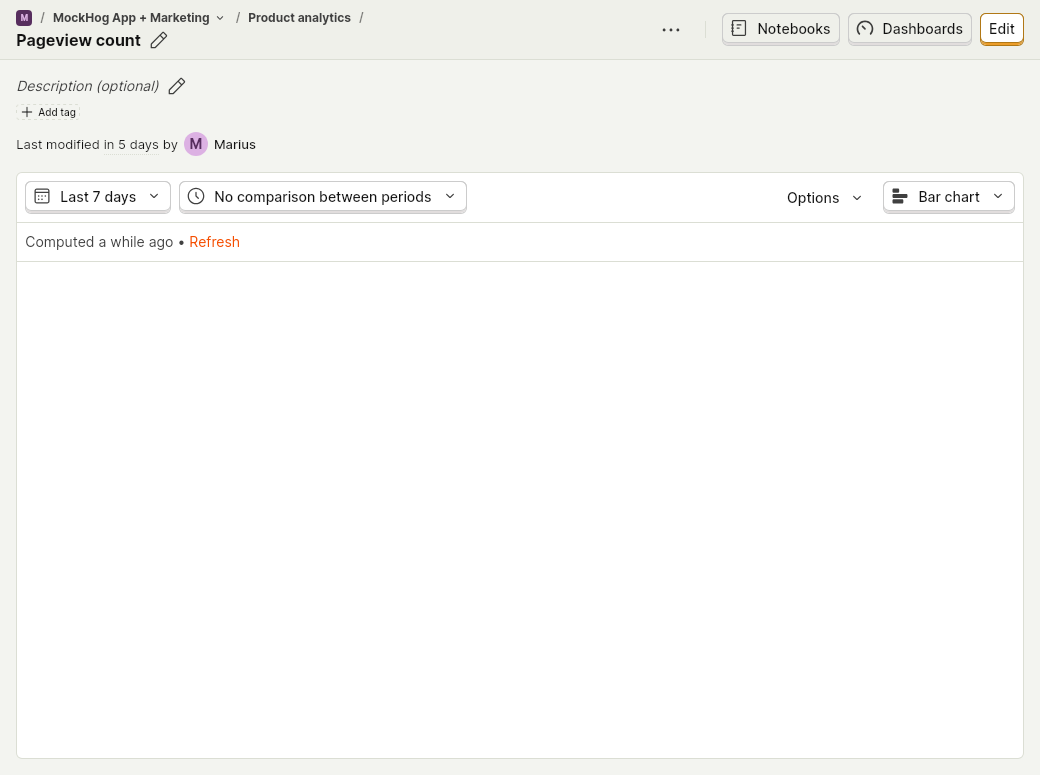 M / MockHog App + Marketing / Product analytics /
Pageview count
Notebooks
Dashboards
Edit
Description (optional)
Add tag
Last modified in 5 days by M Marius
Last 7 days
No comparison between periods
Options
Bar chart
Computed a while ago • Refresh